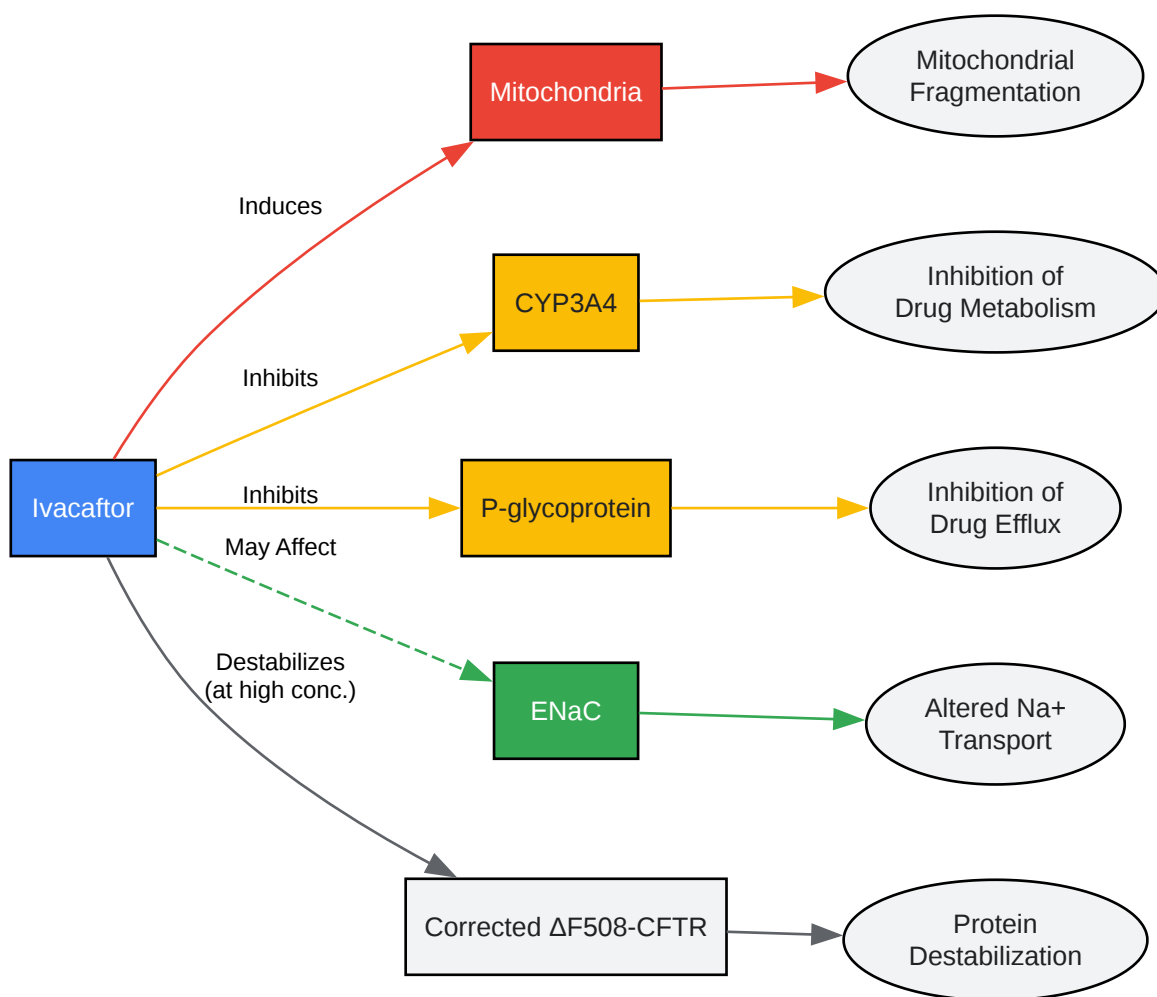 Mitochondrial
Fragmentation
Mitochondria
Induces
Inhibition of
Drug Metabolism
CYP3A4
Inhibits
Ivacaftor
Inhibits
P-glycoprotein
Inhibition of
Drug Efflux
May Affect
Destabilizes
(at high conc.)
ENaC
Altered Na+
Transport
Corrected ΔF508-CFTR
Protein
Destabilization